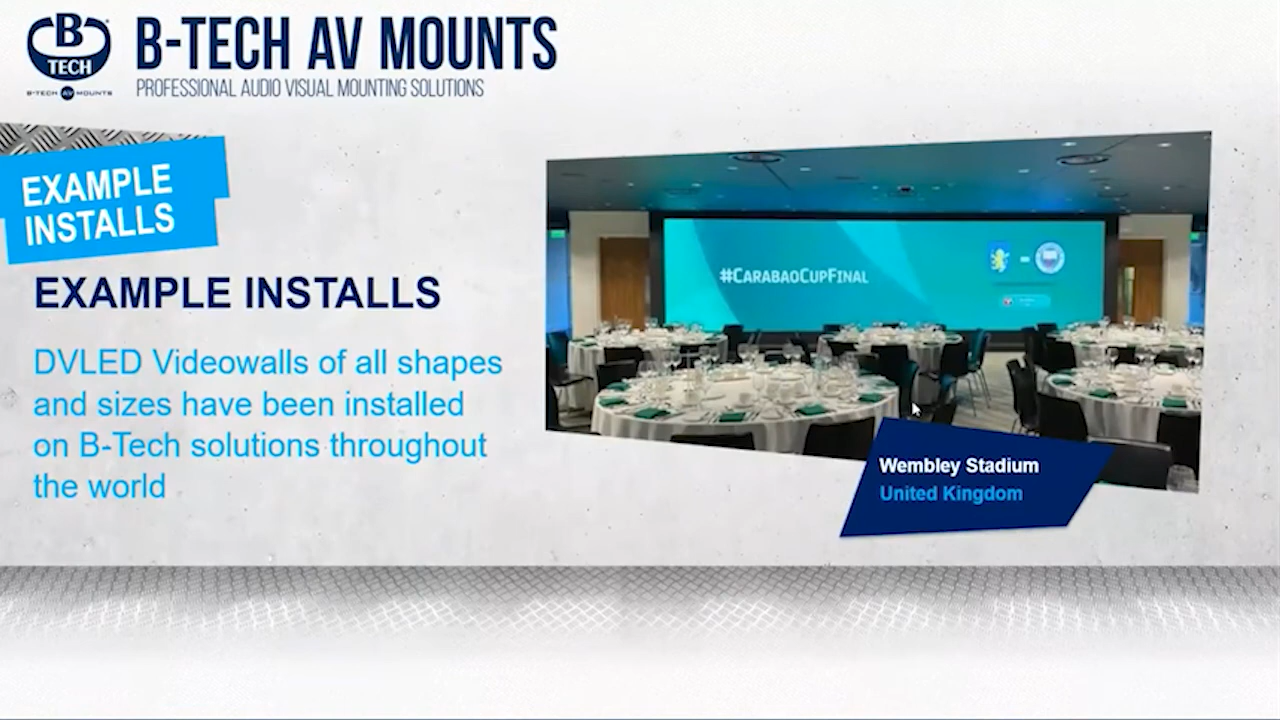 B
TECH
B-TECH AV MOUNTS
B-TECH AV MOUNTS
PROFESSIONAL AUDIO VISUAL MOUNTING SOLUTIONS
EXAMPLE
INSTALLS
EXAMPLE INSTALLS
DVLED Videowalls of all shapes
and sizes have been installed
on B-Tech solutions throughout
the world
#CARABAOCUPFINAL
Wembley Stadium
United Kingdom